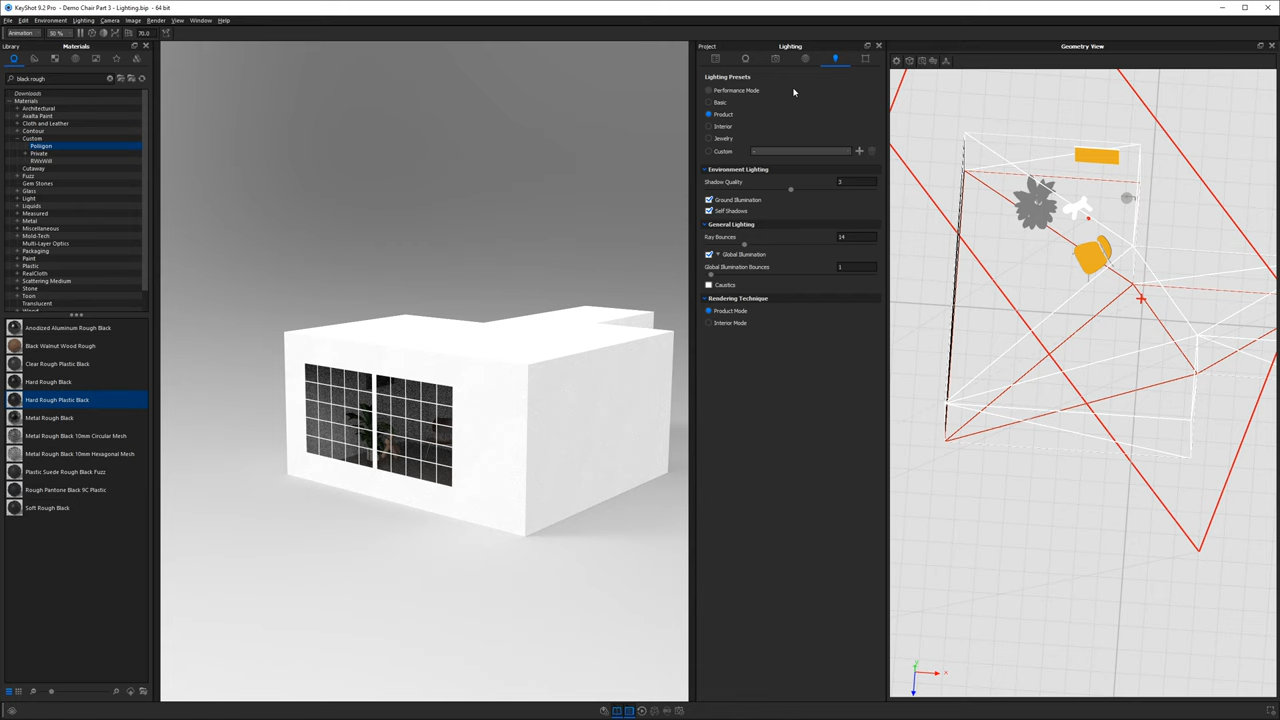 KeyShot 9.2 Pro - Demo Chair Part 3 - Lighting.bip - 64 bit
File Edit Environment Lighting Camera Image Render View Window Help
Animation 50 % 70.0
Library Materials
black rough
Downloads
Materials
Architectural
Axalta Paint
Cloth and Leather
Contour
Custom
Poliigon
Private
RWxWW
Cutaway
Fuzz
Gem Stones
Glass
Light
Liquids
Measured
Metal
Miscellaneous
Mold-Tech
Multi-Layer Optics
Packaging
Paint
Plastic
RealCloth
Scattering Medium
Stone
Toon
Translucent
Wood
Anodized Aluminum Rough Black
Black Walnut Wood Rough
Clear Rough Plastic Black
Hard Rough Black
Hard Rough Plastic Black
Metal Rough Black
Metal Rough Black 10mm Circular Mesh
Metal Rough Black 10mm Hexagonal Mesh
Plastic Suede Rough Black Fuzz
Rough Pantone Black 9C Plastic
Soft Rough Black
Project Lighting
Lighting Presets
Performance Mode
Basic
Product
Interior
Jewelry
Custom -
Environment Lighting
Shadow Quality 3
Ground Illumination
Self Shadows
General Lighting
Ray Bounces 14
Global Illumination
Global Illumination Bounces 1
Caustics
Rendering Technique
Product Mode
Interior Mode
Geometry View
Y
X
Z